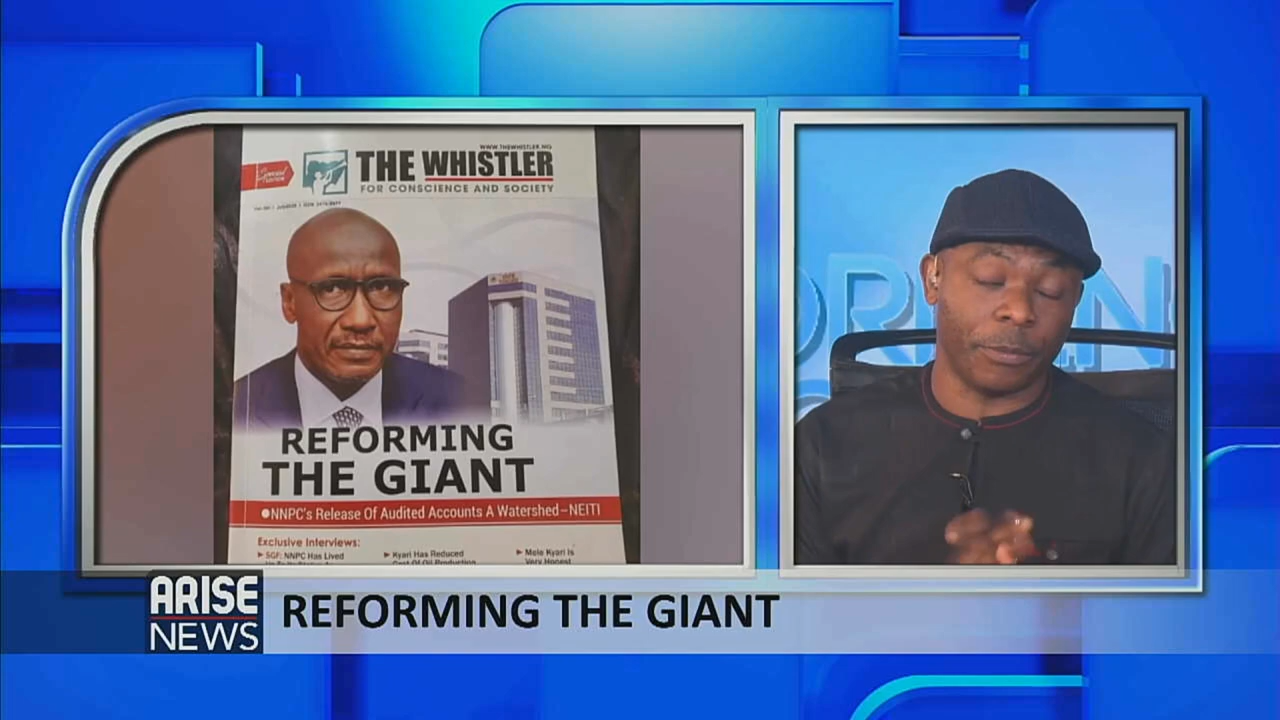 WWW.THEWHISTLER.NG
Special
Edition
THE WHISTLER
FOR CONSCIENCE AND SOCIETY
REFORMING
THE GIANT
●NNPC's Release Of Audited Accounts A Watershed–NEITI
Exclusive Interviews:
► SGF: NNPC Has Lived
► Kyari Has Reduced
Cost Of Oil Production
► Mele Kyari Is
Very Honest
ARISE
NEWS
REFORMING THE GIANT